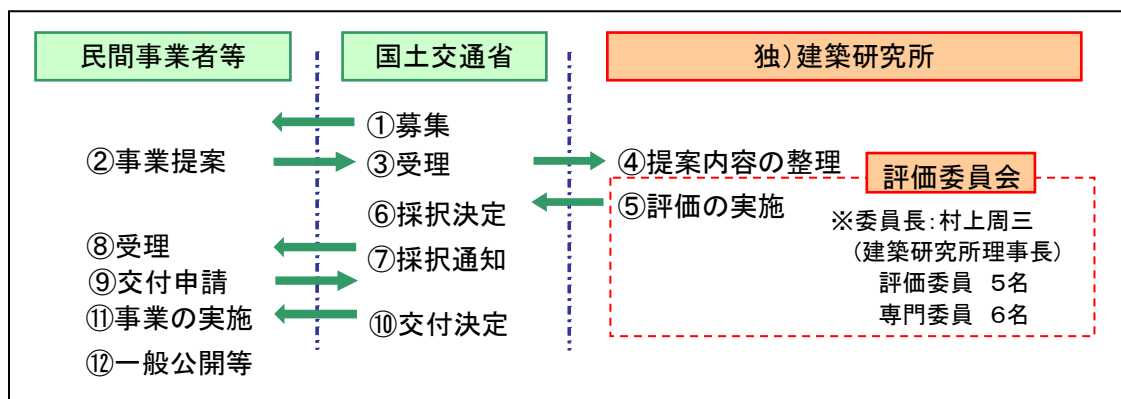 民間事業者等
国土交通省
独)建築研究所
①募集
②事業提案
③受理
④提案内容の整理
評価委員会
⑤評価の実施
⑥採択決定
※委員長:村上周三
(建築研究所理事長)
評価委員 5名
専門委員 6名
⑧受理
⑦採択通知
⑨交付申請
⑪事業の実施
⑩交付決定
⑫一般公開等